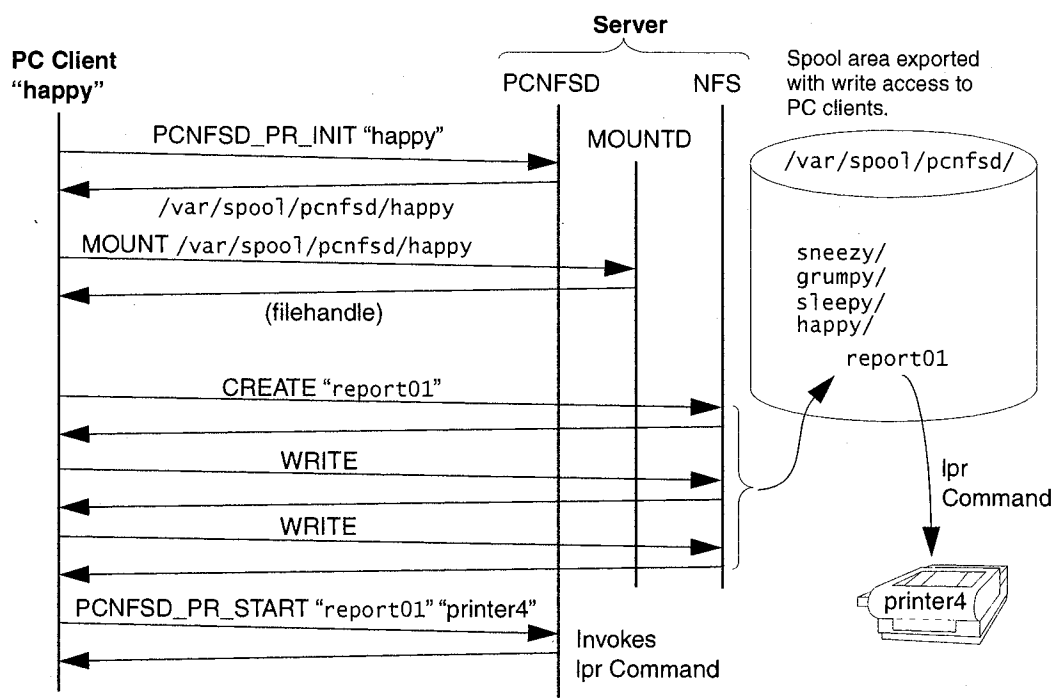 Server
PC Client
“happy”
PCNFSD
NFS
MOUNTD
Spool area exported
with write access to
PC clients.
PCNFSD_PR_INIT “happy”
/var/spool/pcnfsd/happy
MOUNT /var/spool/pcnfsd/happy
(filehandle)
CREATE “report01”
WRITE
WRITE
PCNFSD_PR_START “report01” “printer4”
Invokes
lpr Command
/var/spool/pcnfsd/
sneezy/
grumpy/
sleepy/
happy/
report01
lpr
Command
printer4